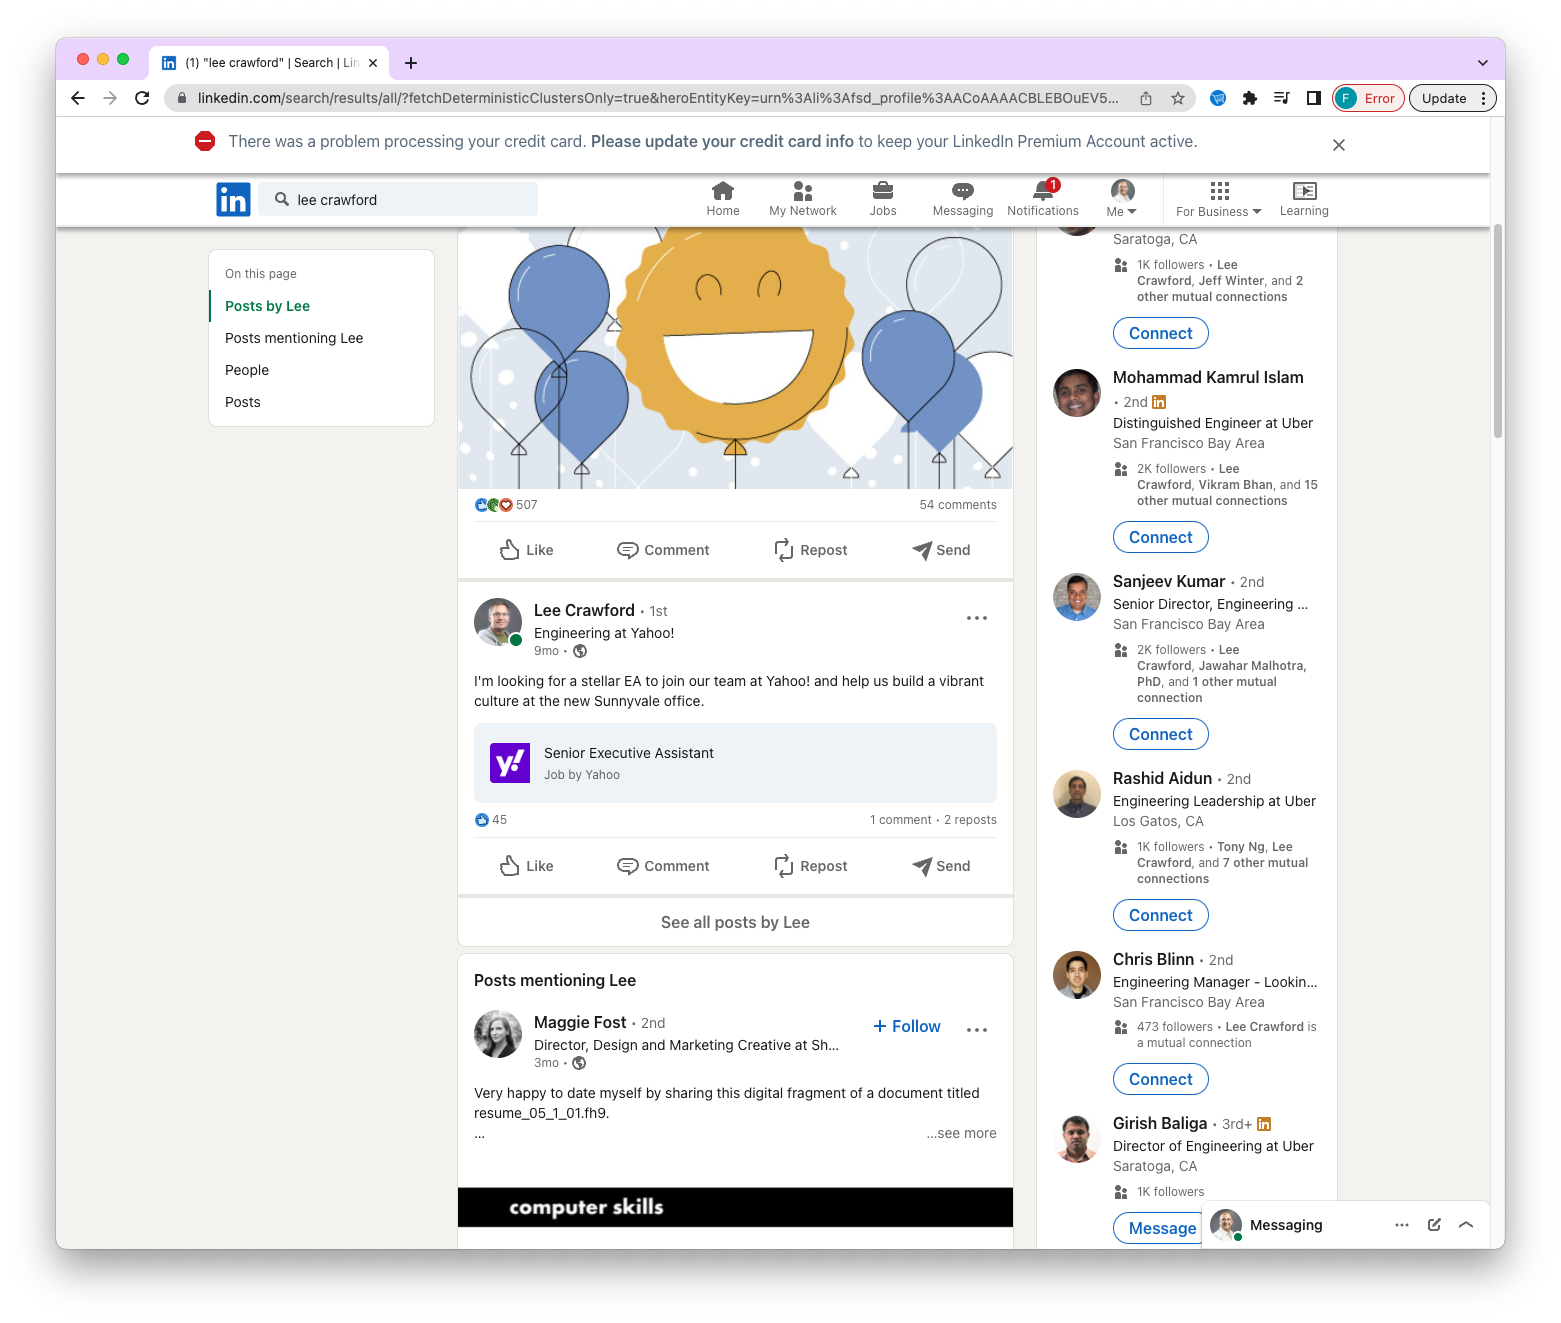 (1) "lee crawford" | Search | Lin
linkedin.com/search/results/all/?fetchDeterministicClustersOnly=true&heroEntityKey=urn%3Ali%3Afsd_profile%3AACoAAAACBLEBOuEV5...
F Error
Update
There was a problem processing your credit card. Please update your credit card info to keep your LinkedIn Premium Account active.
in
lee crawford
Home
My Network
Jobs
Messaging
1
Notifications
Me
For Business
Learning
On this page
Posts by Lee
Posts mentioning Lee
People
Posts
507
54 comments
Like
Comment
Repost
Send
Lee Crawford • 1st
Engineering at Yahoo!
9mo •
I'm looking for a stellar EA to join our team at Yahoo! and help us build a vibrant
culture at the new Sunnyvale office.
y!
Senior Executive Assistant
Job by Yahoo
45
1 comment • 2 reposts
Like
Comment
Repost
Send
See all posts by Lee
Posts mentioning Lee
Maggie Fost • 2nd
+ Follow
Director, Design and Marketing Creative at Sh...
3mo •
Very happy to date myself by sharing this digital fragment of a document titled
resume_05_1_01.fh9.
...
...see more
computer skills
Saratoga, CA
1K followers • Lee
Crawford, Jeff Winter, and 2
other mutual connections
Connect
Mohammad Kamrul Islam
• 2nd in
Distinguished Engineer at Uber
San Francisco Bay Area
2K followers • Lee
Crawford, Vikram Bhan, and 15
other mutual connections
Connect
Sanjeev Kumar • 2nd
Senior Director, Engineering ...
San Francisco Bay Area
2K followers • Lee
Crawford, Jawahar Malhotra,
PhD, and 1 other mutual
connection
Connect
Rashid Aidun • 2nd
Engineering Leadership at Uber
Los Gatos, CA
1K followers • Tony Ng, Lee
Crawford, and 7 other mutual
connections
Connect
Chris Blinn • 2nd
Engineering Manager - Lookin...
San Francisco Bay Area
473 followers • Lee Crawford is
a mutual connection
Connect
Girish Baliga • 3rd+ in
Director of Engineering at Uber
Saratoga, CA
1K followers
Message
Messaging